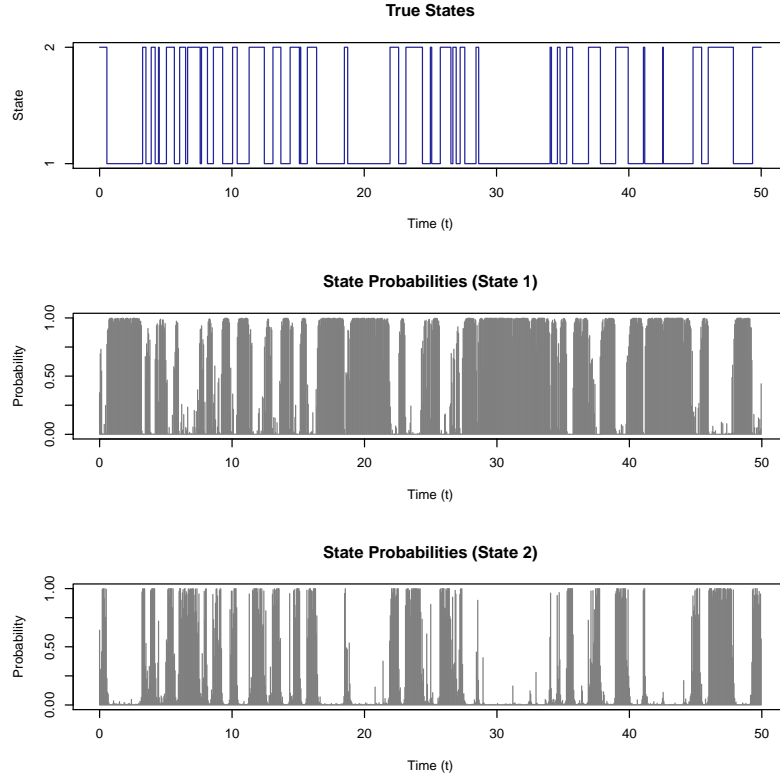 True States
State
2
1
0 10 20 30 40 50
Time (t)
State Probabilities (State 1)
Probability
1.00
0.50
0.00
0 10 20 30 40 50
Time (t)
State Probabilities (State 2)
Probability
1.00
0.50
0.00
0 10 20 30 40 50
Time (t)